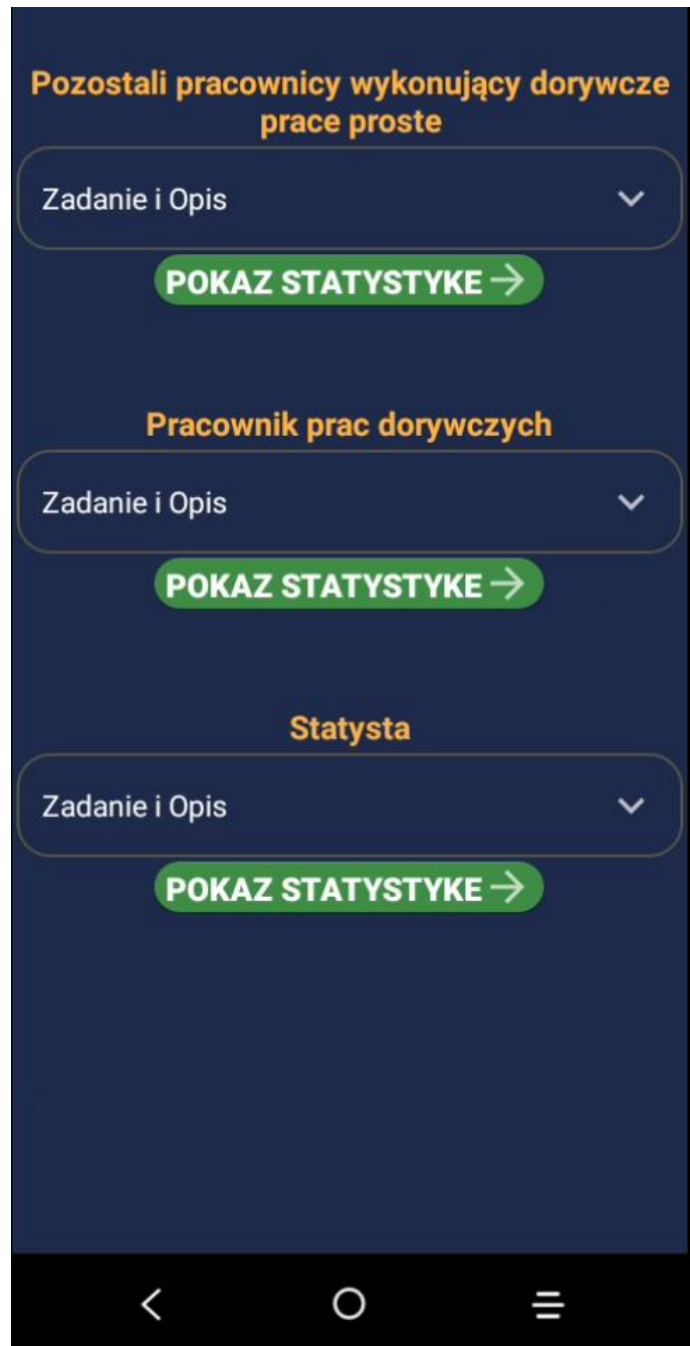 Pozostali pracownicy wykonujący dorywcze
prace proste
Zadanie i Opis
POKAZ STATYSTYKE
Pracownik prac dorywczych
Zadanie i Opis
POKAZ STATYSTYKE
Statysta
Zadanie i Opis
POKAZ STATYSTYKE